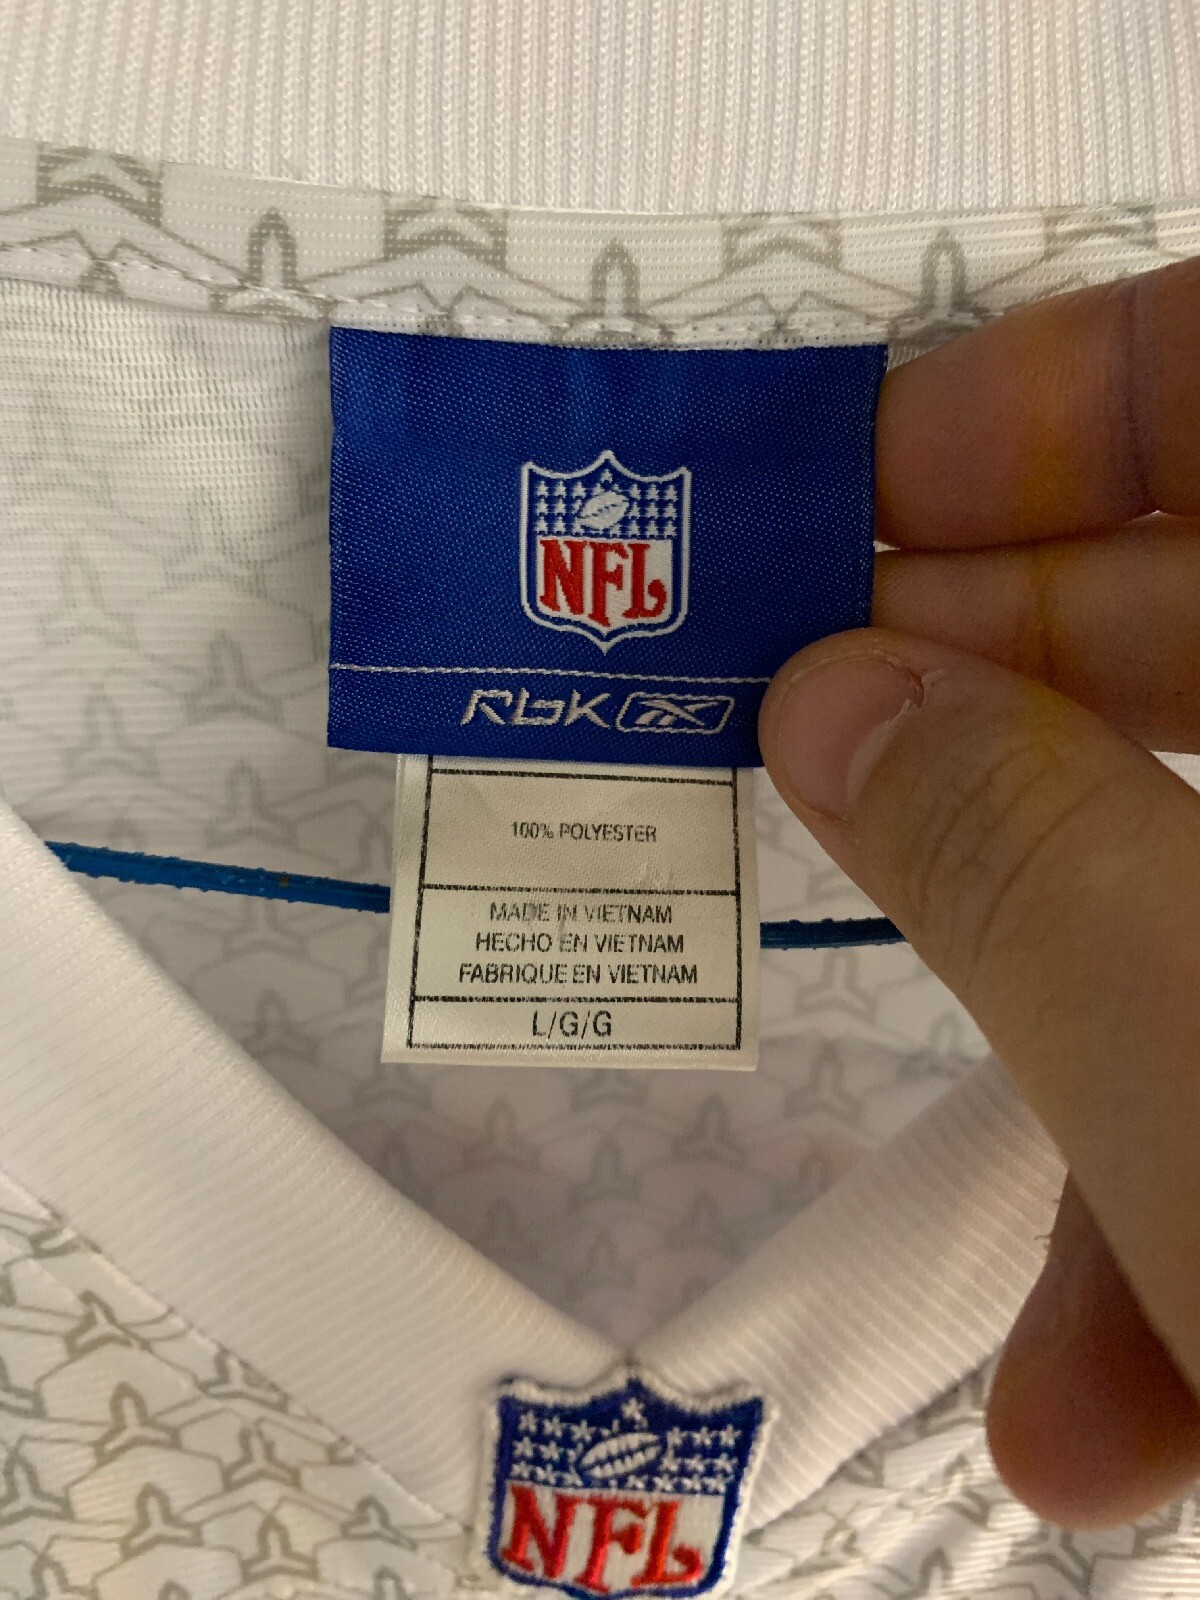 NFL
RbK
100% POLYESTER
MADE IN VIETNAM
HECHO EN VIETNAM
FABRIQUE EN VIETNAM
L/G/G
NFL